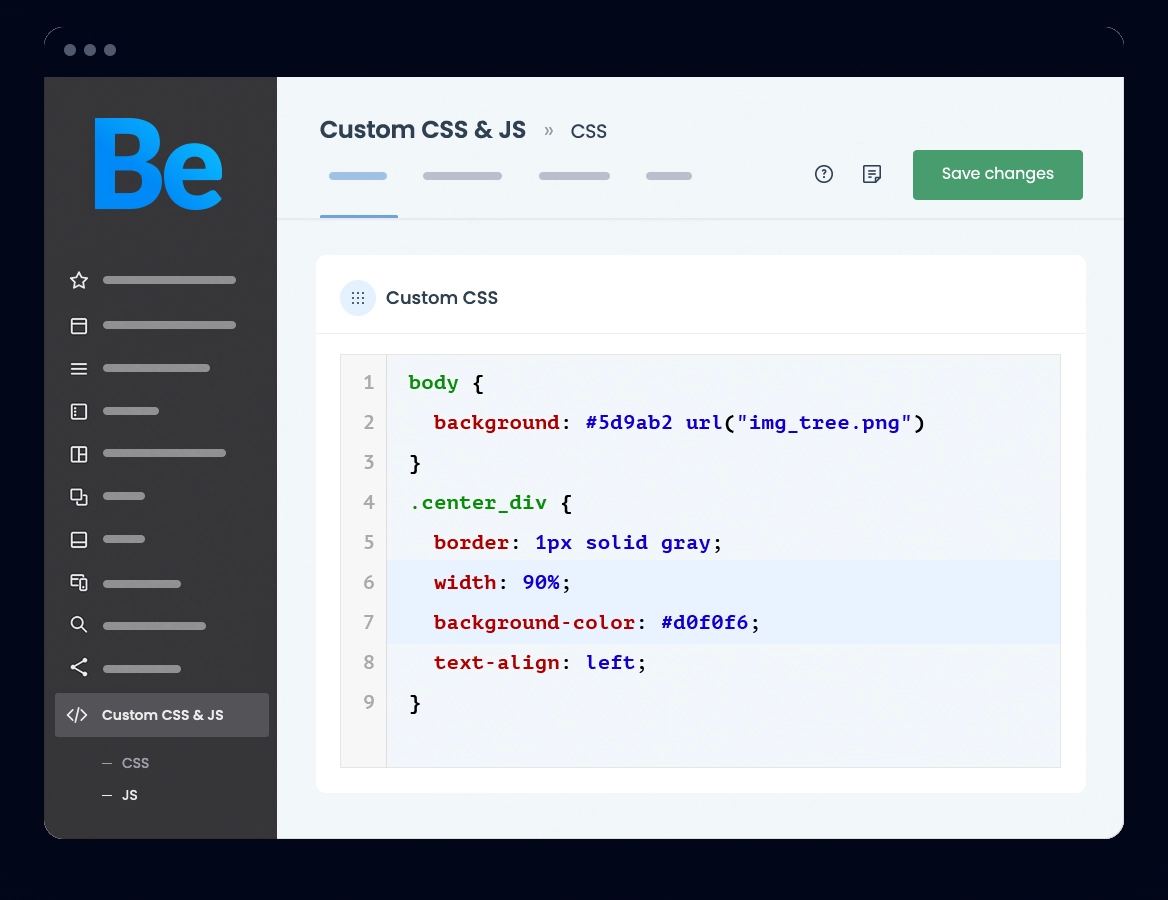 Be
Custom CSS & JS
CSS
JS
Custom CSS & JS » CSS
Save changes
Custom CSS
1 body {
2   background: #5d9ab2 url("img_tree.png")
3 }
4 .center_div {
5   border: 1px solid gray;
6   width: 90%;
7   background-color: #d0f0f6;
8   text-align: left;
9 }